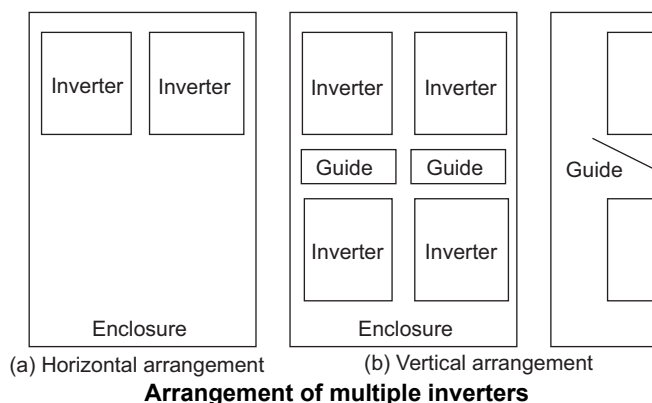 Inverter Inverter
Enclosure
(a) Horizontal arrangement
Inverter Inverter
Guide Guide
Inverter Inverter
Enclosure
Guide
(b) Vertical arrangement
Arrangement of multiple inverters